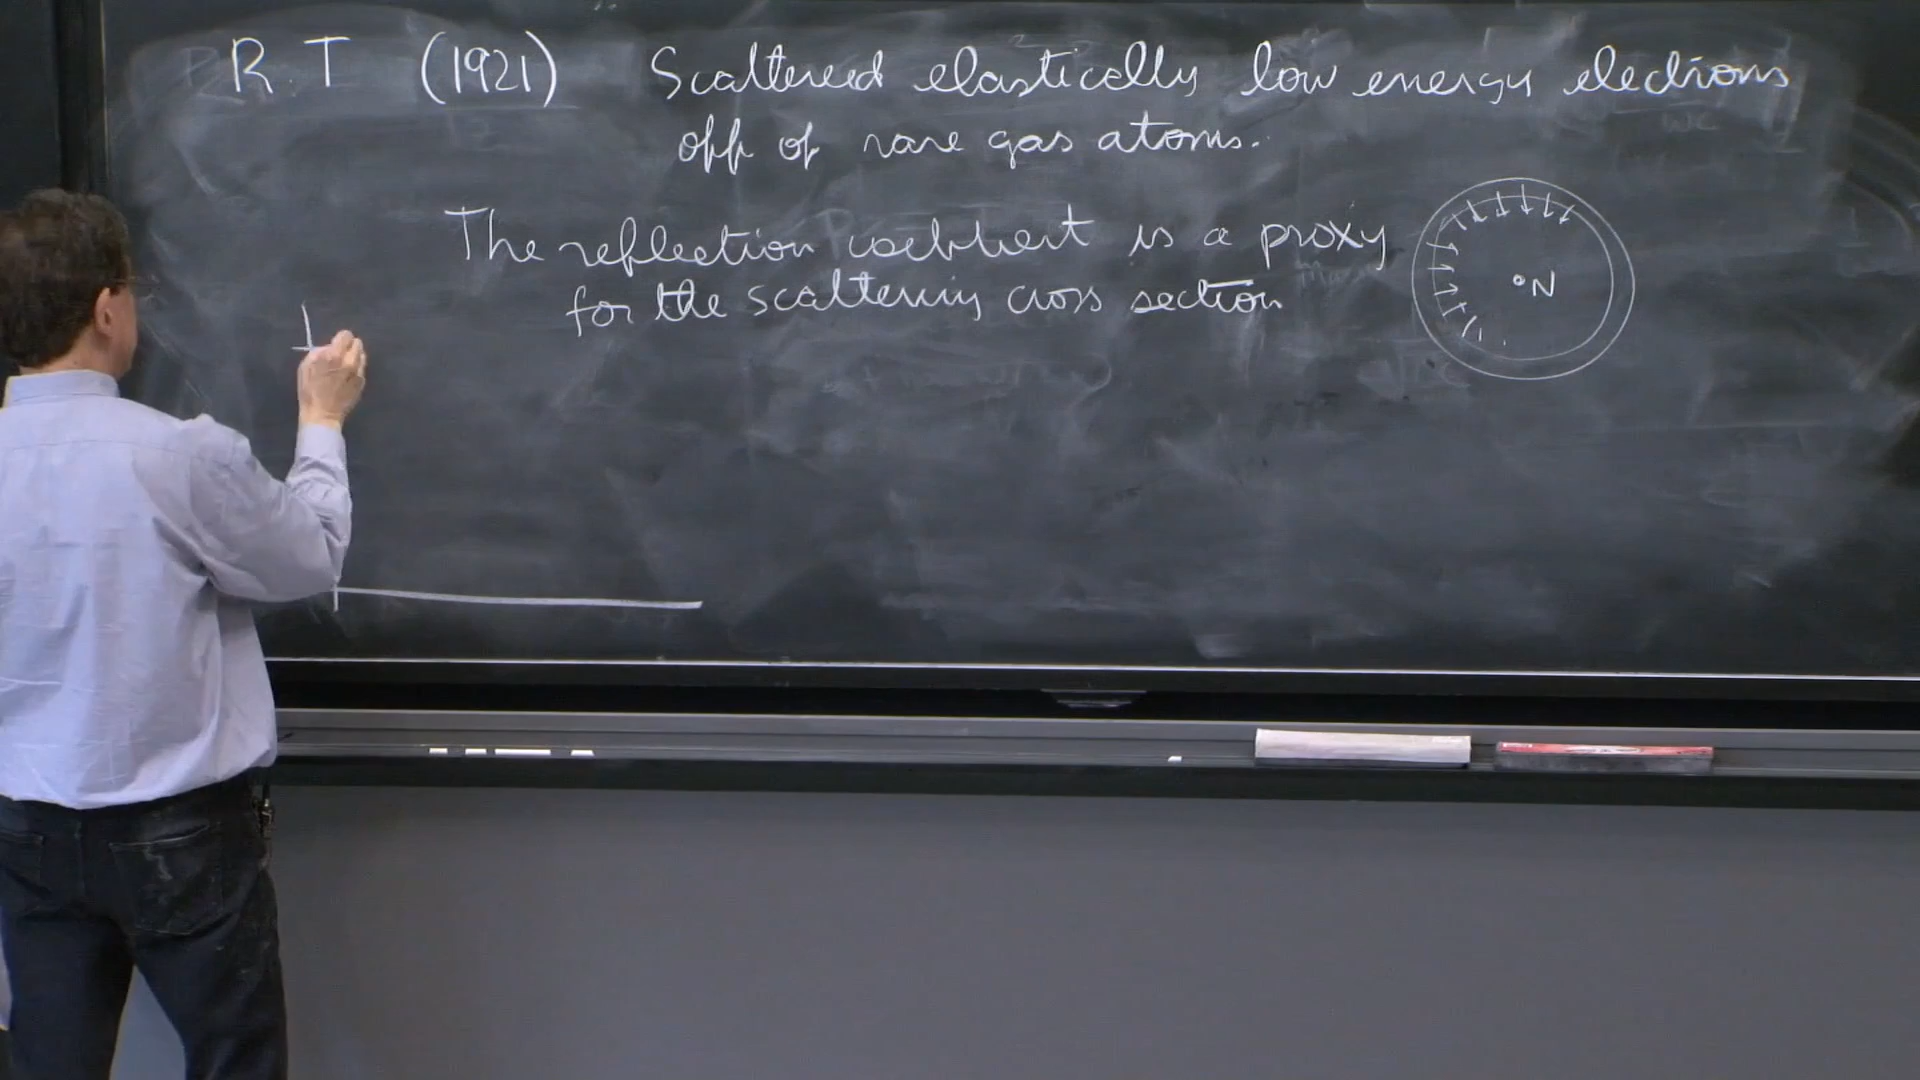 R.T (1921) Scattered elastically low energy electrons
off of rare gas atoms.
The reflection coefficient is a proxy
for the scattering cross section
N